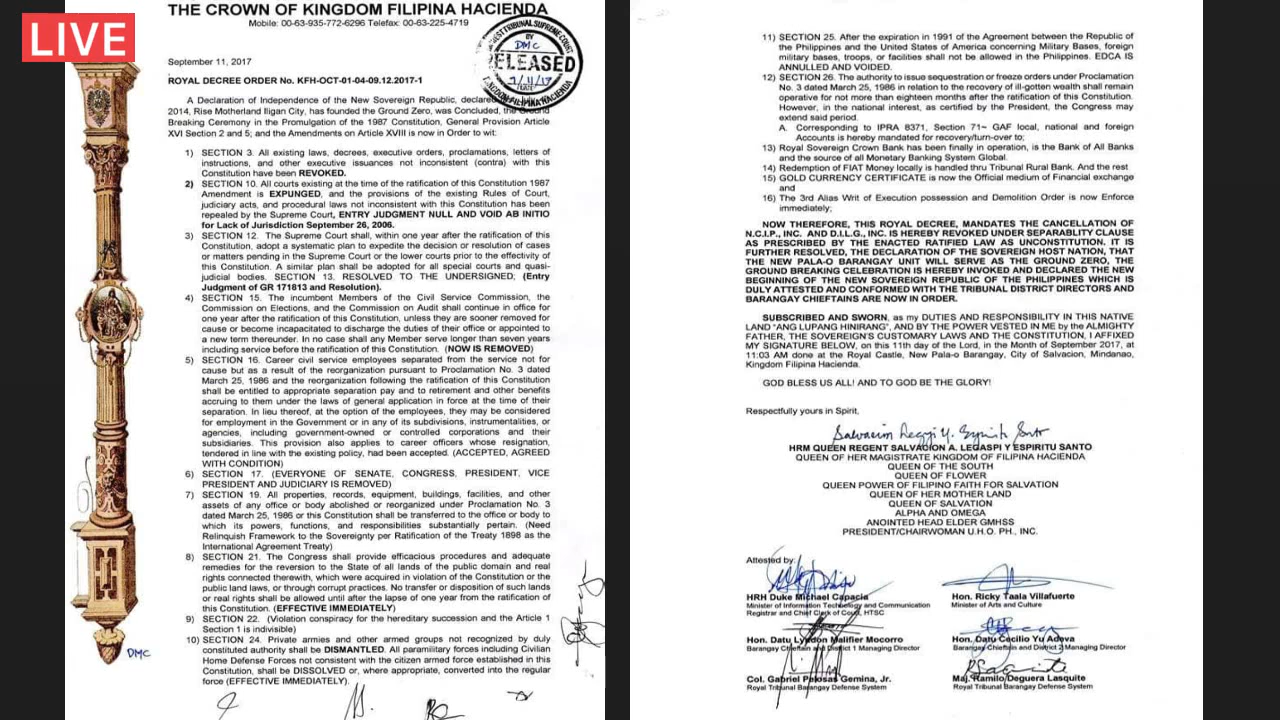 LIVE
THE CROWN OF KINGDOM FILIPINA HACIENDA
Mobile: 00-63-935-772-6296 Telefax: 00-63-225-4719
TRIBUNAL SUPREME COURT
BY
DMC
RELEASED
9/11/17
DATE
KINGDOM FILIPINA HACIENDA
September 11, 2017
ROYAL DECREE ORDER No. KFH-OCT-01-04-09.12.2017-1
A Declaration of Independence of the New Sovereign Republic, declared
2014, Rise Motherland Iligan City, has founded the Ground Zero, was Concluded, the Ground
Breaking Ceremony in the Promulgation of the 1987 Constitution, General Provision Article
XVI Section 2 and 5; and the Amendments on Article XVIII is now in Order to wit:
1) SECTION 3. All existing laws, decrees, executive orders, proclamations, letters of
instructions, and other executive issuances not inconsistent (contra) with this
Constitution have been REVOKED.
2) SECTION 10. All courts existing at the time of the ratification of this Constitution 1987
Amendment is EXPUNGED, and the provisions of the existing Rules of Court,
judiciary acts, and procedural laws not inconsistent with this Constitution has been
repealed by the Supreme Court, ENTRY JUDGMENT NULL AND VOID AB INITIO
for Lack of Jurisdiction September 26, 2006.
3) SECTION 12. The Supreme Court shall, within one year after the ratification of this
Constitution, adopt a systematic plan to expedite the decision or resolution of cases
or matters pending in the Supreme Court or the lower courts prior to the effectivity of
this Constitution. A similar plan shall be adopted for all special courts and quasi-
judicial bodies. SECTION 13. RESOLVED TO THE UNDERSIGNED; (Entry
Judgment of GR 171813 and Resolution).
4) SECTION 15. The incumbent Members of the Civil Service Commission, the
Commission on Elections, and the Commission on Audit shall continue in office for
one year after the ratification of this Constitution, unless they are sooner removed for
cause or become incapacitated to discharge the duties of their office or appointed to
a new term thereunder. In no case shall any Member serve longer than seven years
including service before the ratification of this Constitution. (NOW IS REMOVED)
5) SECTION 16. Career civil service employees separated from the service not for
cause but as a result of the reorganization pursuant to Proclamation No. 3 dated
March 25, 1986 and the reorganization following the ratification of this Constitution
shall be entitled to appropriate separation pay and to retirement and other benefits
accruing to them under the laws of general application in force at the time of their
separation. In lieu thereof, at the option of the employees, they may be considered
for employment in the Government or in any of its subdivisions, instrumentalities, or
agencies, including government-owned or controlled corporations and their
subsidiaries. This provision also applies to career officers whose resignation,
tendered in line with the existing policy, had been accepted. (ACCEPTED, AGREED
WITH CONDITION)
6) SECTION 17. (EVERYONE OF SENATE, CONGRESS, PRESIDENT, VICE
PRESIDENT AND JUDICIARY IS REMOVED)
7) SECTION 19. All properties, records, equipment, buildings, facilities, and other
assets of any office or body abolished or reorganized under Proclamation No. 3
dated March 25, 1986 or this Constitution shall be transferred to the office or body to
which its powers, functions, and responsibilities substantially pertain. (Need
Relinquish Framework to the Sovereignty per Ratification of the Treaty 1898 as the
International Agreement Treaty)
8) SECTION 21. The Congress shall provide efficacious procedures and adequate
remedies for the reversion to the State of all lands of the public domain and real
rights connected therewith, which were acquired in violation of the Constitution or the
public land laws, or through corrupt practices. No transfer or disposition of such lands
or real rights shall be allowed until after the lapse of one year from the ratification of
this Constitution. (EFFECTIVE IMMEDIATELY)
9) SECTION 22. (Violation conspiracy for the hereditary succession and the Article 1
Section 1 is indivisible)
10) SECTION 24. Private armies and other armed groups not recognized by duly
constituted authority shall be DISMANTLED. All paramilitary forces including Civilian
Home Defense Forces not consistent with the citizen armed force established in this
Constitution, shall be DISSOLVED or, where appropriate, converted into the regular
force (EFFECTIVE IMMEDIATELY).
DMC
11) SECTION 25. After the expiration in 1991 of the Agreement between the Republic of
the Philippines and the United States of America concerning Military Bases, foreign
military bases, troops, or facilities shall not be allowed in the Philippines. EDCA IS
ANNULLED AND VOIDED.
12) SECTION 26. The authority to issue sequestration or freeze orders under Proclamation
No. 3 dated March 25, 1986 in relation to the recovery of ill-gotten wealth shall remain
operative for not more than eighteen months after the ratification of this Constitution.
However, in the national interest, as certified by the President, the Congress may
extend said period.
A. Corresponding to IPRA 8371, Section 71~ GAF local, national and foreign
Accounts is hereby mandated for recovery/turn-over to;
13) Royal Sovereign Crown Bank has been finally in operation, is the Bank of All Banks
and the source of all Monetary Banking System Global.
14) Redemption of FIAT Money locally is handled thru Tribunal Rural Bank. And the rest
15) GOLD CURRENCY CERTIFICATE is now the Official medium of Financial exchange
and
16) The 3rd Alias Writ of Execution possession and Demolition Order is now Enforce
immediately;
NOW THEREFORE, THIS ROYAL DECREE, MANDATES THE CANCELLATION OF
N.C.I.P., INC. AND D.I.L.G., INC. IS HEREBY REVOKED UNDER SEPARABLITY CLAUSE
AS PRESCRIBED BY THE ENACTED RATIFIED LAW AS UNCONSTITUTION. IT IS
FURTHER RESOLVED, THE DECLARATION OF THE SOVEREIGN HOST NATION, THAT
THE NEW PALA-O BARANGAY UNIT WILL SERVE AS THE GROUND ZERO, THE
GROUND BREAKING CELEBRATION IS HEREBY INVOKED AND DECLARED THE NEW
BEGINNING OF THE NEW SOVEREIGN REPUBLIC OF THE PHILIPPINES WHICH IS
DULY ATTESTED AND CONFORMED WITH THE TRIBUNAL DISTRICT DIRECTORS AND
BARANGAY CHIEFTAINS ARE NOW IN ORDER.
SUBSCRIBED AND SWORN, as my DUTIES AND RESPONSIBILITY IN THIS NATIVE
LAND "ANG LUPANG HINIRANG", AND BY THE POWER VESTED IN ME by the ALMIGHTY
FATHER, THE SOVEREIGN'S CUSTOMARY LAWS AND THE CONSTITUTION, I AFFIXED
MY SIGNATURE BELOW, on this 11th day of the Lord, in the Month of September 2017, at
11:03 AM done at the Royal Castle, New Pala-o Barangay, City of Salvacion, Mindanao,
Kingdom Filipina Hacienda.
GOD BLESS US ALL! AND TO GOD BE THE GLORY!
Respectfully yours in Spirit,
HRM QUEEN REGENT SALVACION A. LEGASPI Y ESPIRITU SANTO
QUEEN OF HER MAGISTRATE KINGDOM OF FILIPINA HACIENDA
QUEEN OF THE SOUTH
QUEEN OF FLOWER
QUEEN POWER OF FILIPINO FAITH FOR SALVATION
QUEEN OF HER MOTHER LAND
QUEEN OF SALVATION
ALPHA AND OMEGA
ANOINTED HEAD ELDER GMHSS
PRESIDENT/CHAIRWOMAN U.H.O. PH., INC.
Attested by:
HRH Duke Michael Capacia
Minister of Information Technology and Communication
Registrar and Chief Clerk of Court, HTSC
Hon. Ricky Taala Villafuerte
Minister of Arts and Culture
Hon. Datu Lyndon Malifier Mocorro
Barangay Chieftain and District 1 Managing Director
Hon. Datu Cecilio Yu Adeva
Barangay Chieftain and District 2 Managing Director
Col. Gabriel Pelosas Gemina, Jr.
Royal Tribunal Barangay Defense System
Maj. Ramilo Deguera Lasquite
Royal Tribunal Barangay Defense System